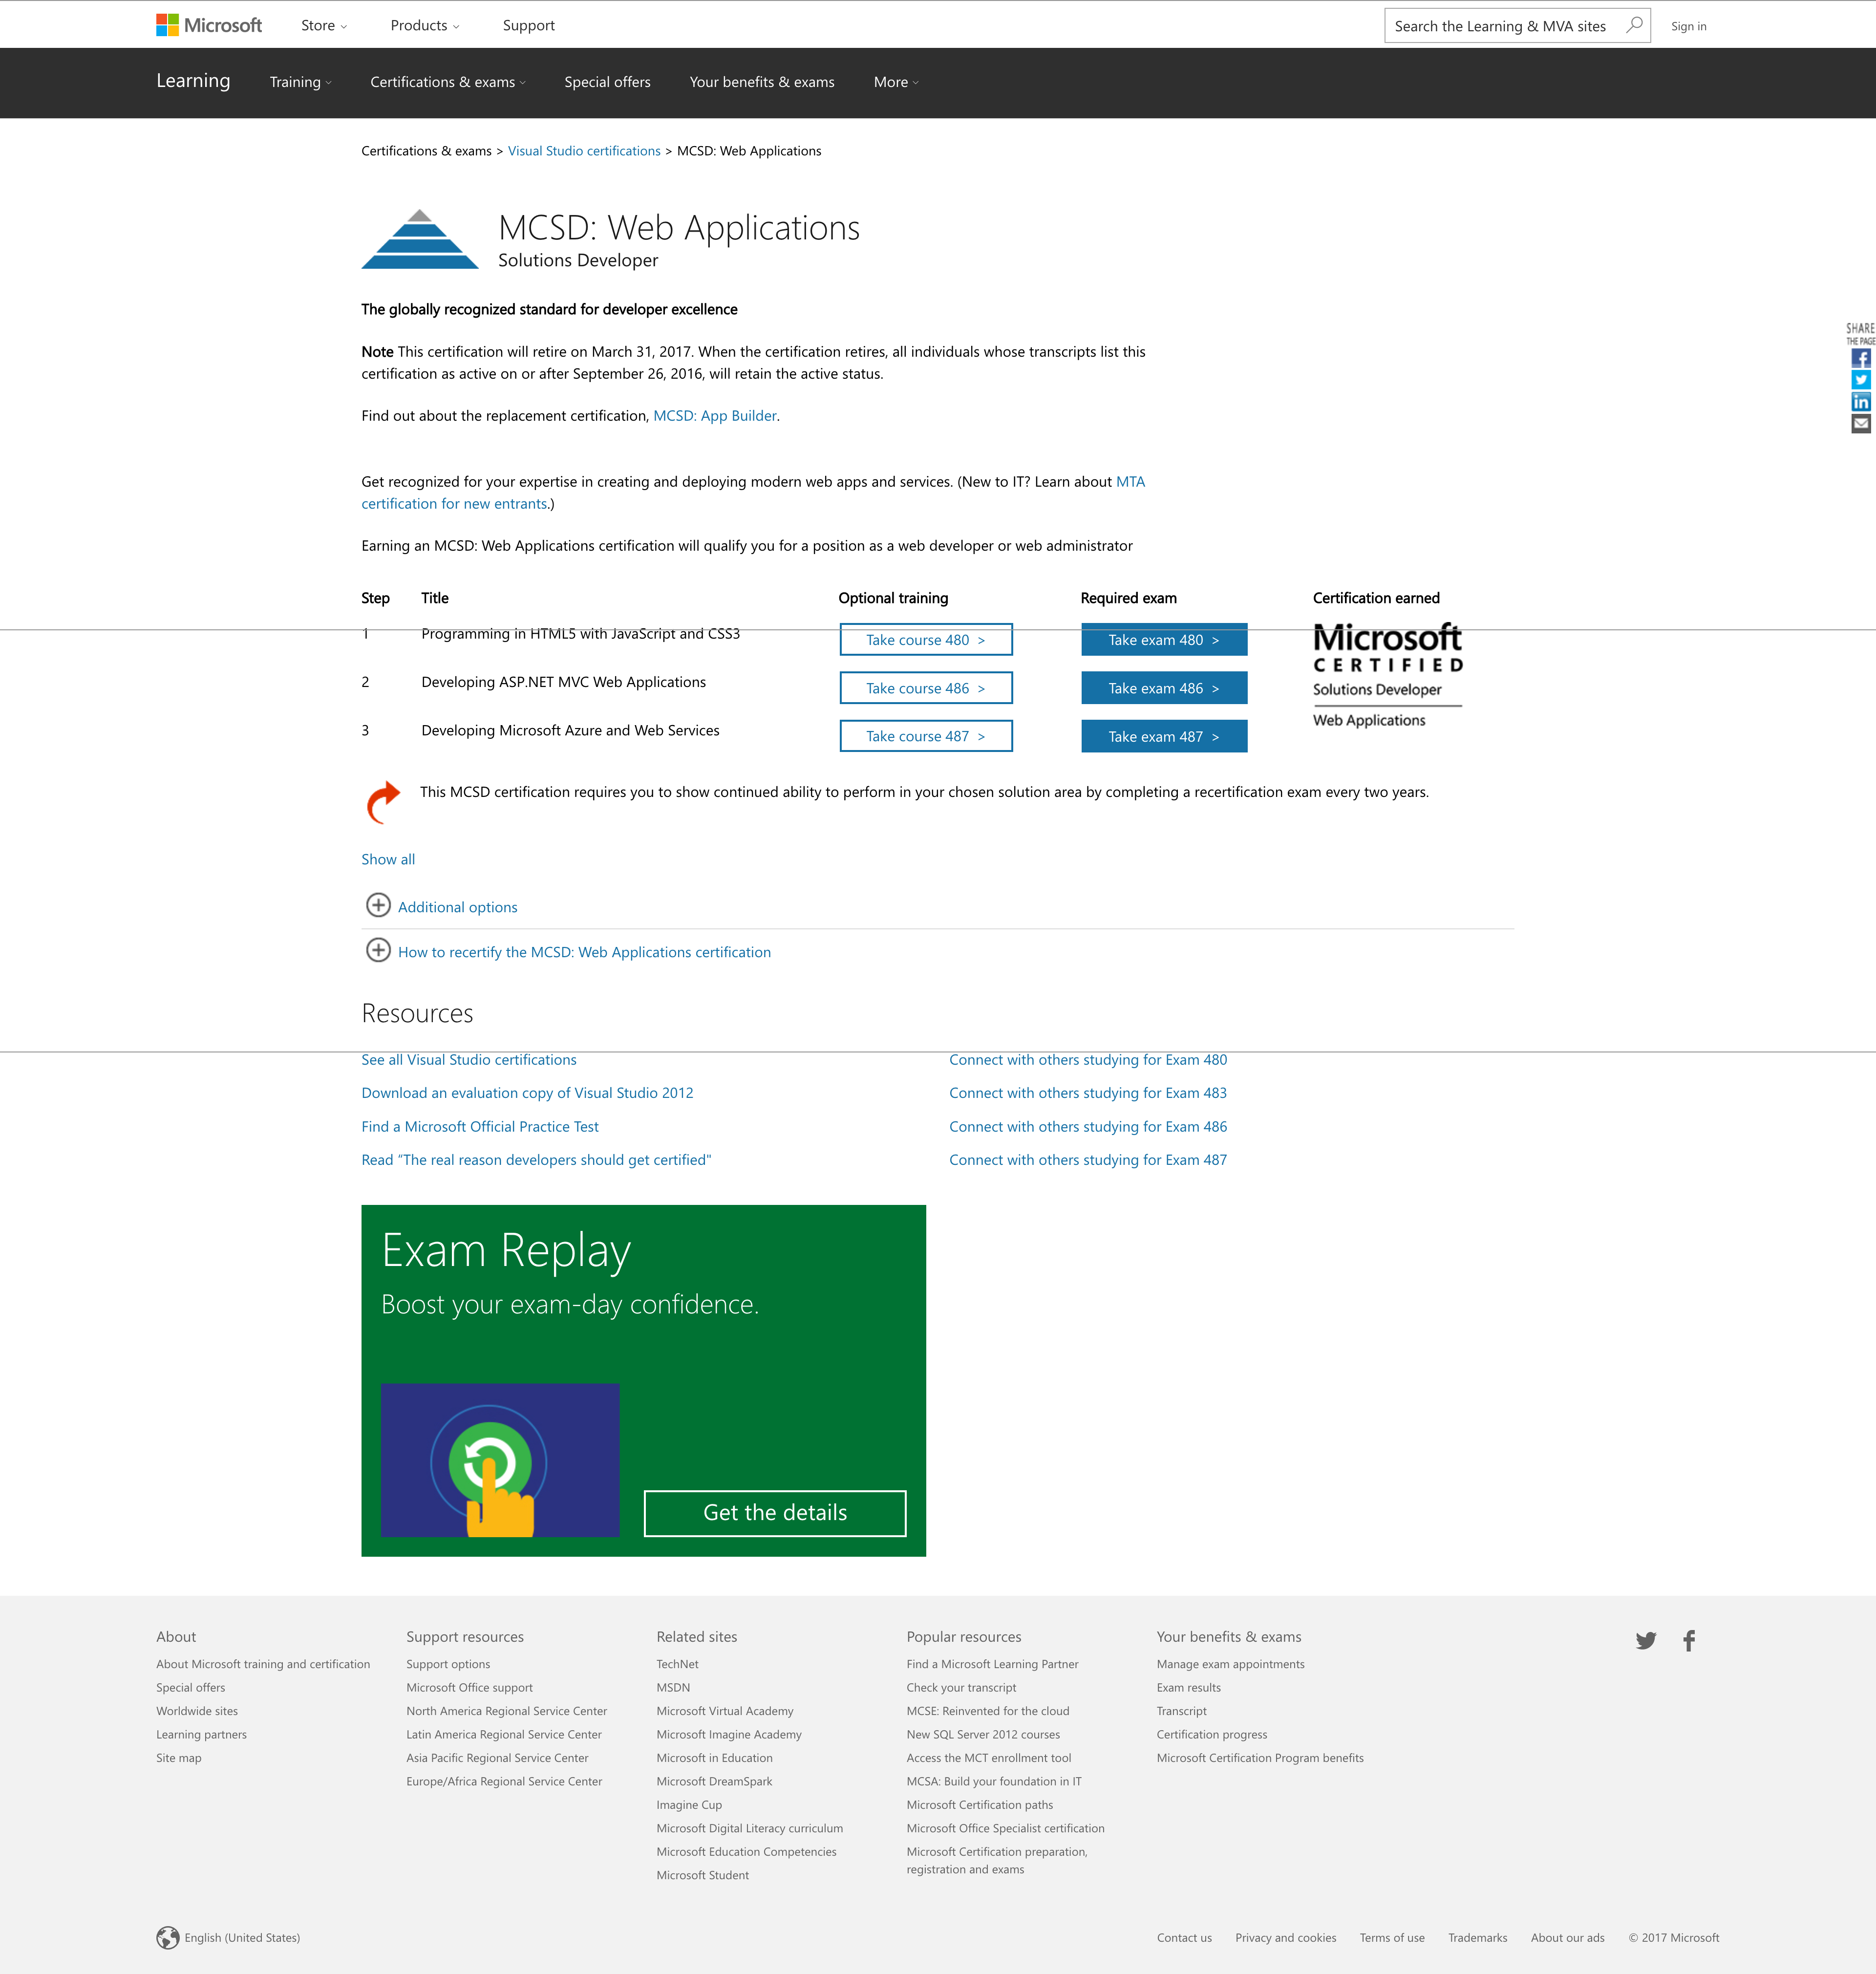 Microsoft Store Products Support Search the Learning & MVA sites Sign in
Learning Training Certifications & exams Special offers Your benefits & exams More
Certifications & exams > Visual Studio certifications > MCSD: Web Applications
MCSD: Web Applications
Solutions Developer
The globally recognized standard for developer excellence
SHARE
THE PAGE
Note This certification will retire on March 31, 2017. When the certification retires, all individuals whose transcripts list this
certification as active on or after September 26, 2016, will retain the active status.
Find out about the replacement certification, MCSD: App Builder.
Get recognized for your expertise in creating and deploying modern web apps and services. (New to IT? Learn about MTA
certification for new entrants.)
Earning an MCSD: Web Applications certification will qualify you for a position as a web developer or web administrator
Step Title Optional training Required exam Certification earned
1 Programming in HTML5 with JavaScript and CSS3 Take course 480 > Take exam 480 >
2 Developing ASP.NET MVC Web Applications Take course 486 > Take exam 486 >
3 Developing Microsoft Azure and Web Services Take course 487 > Take exam 487 >
Microsoft
CERTIFIED
Solutions Developer
Web Applications
This MCSD certification requires you to show continued ability to perform in your chosen solution area by completing a recertification exam every two years.
Show all
Additional options
How to recertify the MCSD: Web Applications certification
Resources
See all Visual Studio certifications
Download an evaluation copy of Visual Studio 2012
Find a Microsoft Official Practice Test
Read “The real reason developers should get certified"
Connect with others studying for Exam 480
Connect with others studying for Exam 483
Connect with others studying for Exam 486
Connect with others studying for Exam 487
Exam Replay
Boost your exam-day confidence.
Get the details
About
About Microsoft training and certification
Special offers
Worldwide sites
Learning partners
Site map
Support resources
Support options
Microsoft Office support
North America Regional Service Center
Latin America Regional Service Center
Asia Pacific Regional Service Center
Europe/Africa Regional Service Center
Related sites
TechNet
MSDN
Microsoft Virtual Academy
Microsoft Imagine Academy
Microsoft in Education
Microsoft DreamSpark
Imagine Cup
Microsoft Digital Literacy curriculum
Microsoft Education Competencies
Microsoft Student
Popular resources
Find a Microsoft Learning Partner
Check your transcript
MCSE: Reinvented for the cloud
New SQL Server 2012 courses
Access the MCT enrollment tool
MCSA: Build your foundation in IT
Microsoft Certification paths
Microsoft Office Specialist certification
Microsoft Certification preparation,
registration and exams
Your benefits & exams
Manage exam appointments
Exam results
Transcript
Certification progress
Microsoft Certification Program benefits
English (United States)
Contact us Privacy and cookies Terms of use Trademarks About our ads © 2017 Microsoft